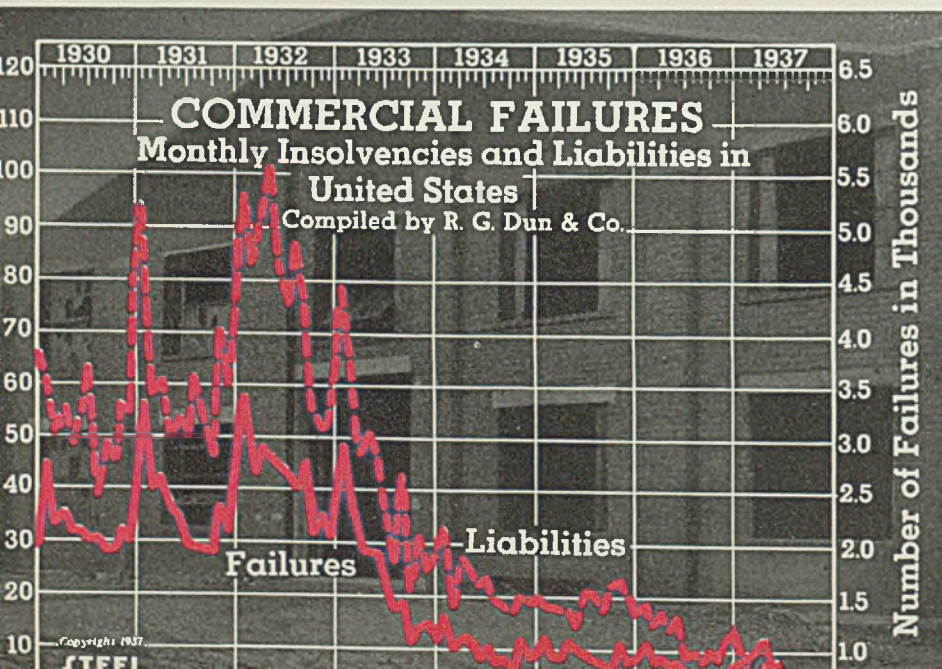 1930 1931 1932 1933 1934 1935 1936 1937
120 6.5
COMMERCIAL FAILURES
110 6.0
Monthly Insolvencies and Liabilities in
100 5.5
United States
Compiled by R. G. Dun & Co.
90 5.0
80 4.5
70 4.0
60 3.5
50 3.0
40 2.5
30 2.0
Liabilities
Failures
20 1.5
10 1.0
Copyright 1937
STEEL
Number of Failures in Thousands